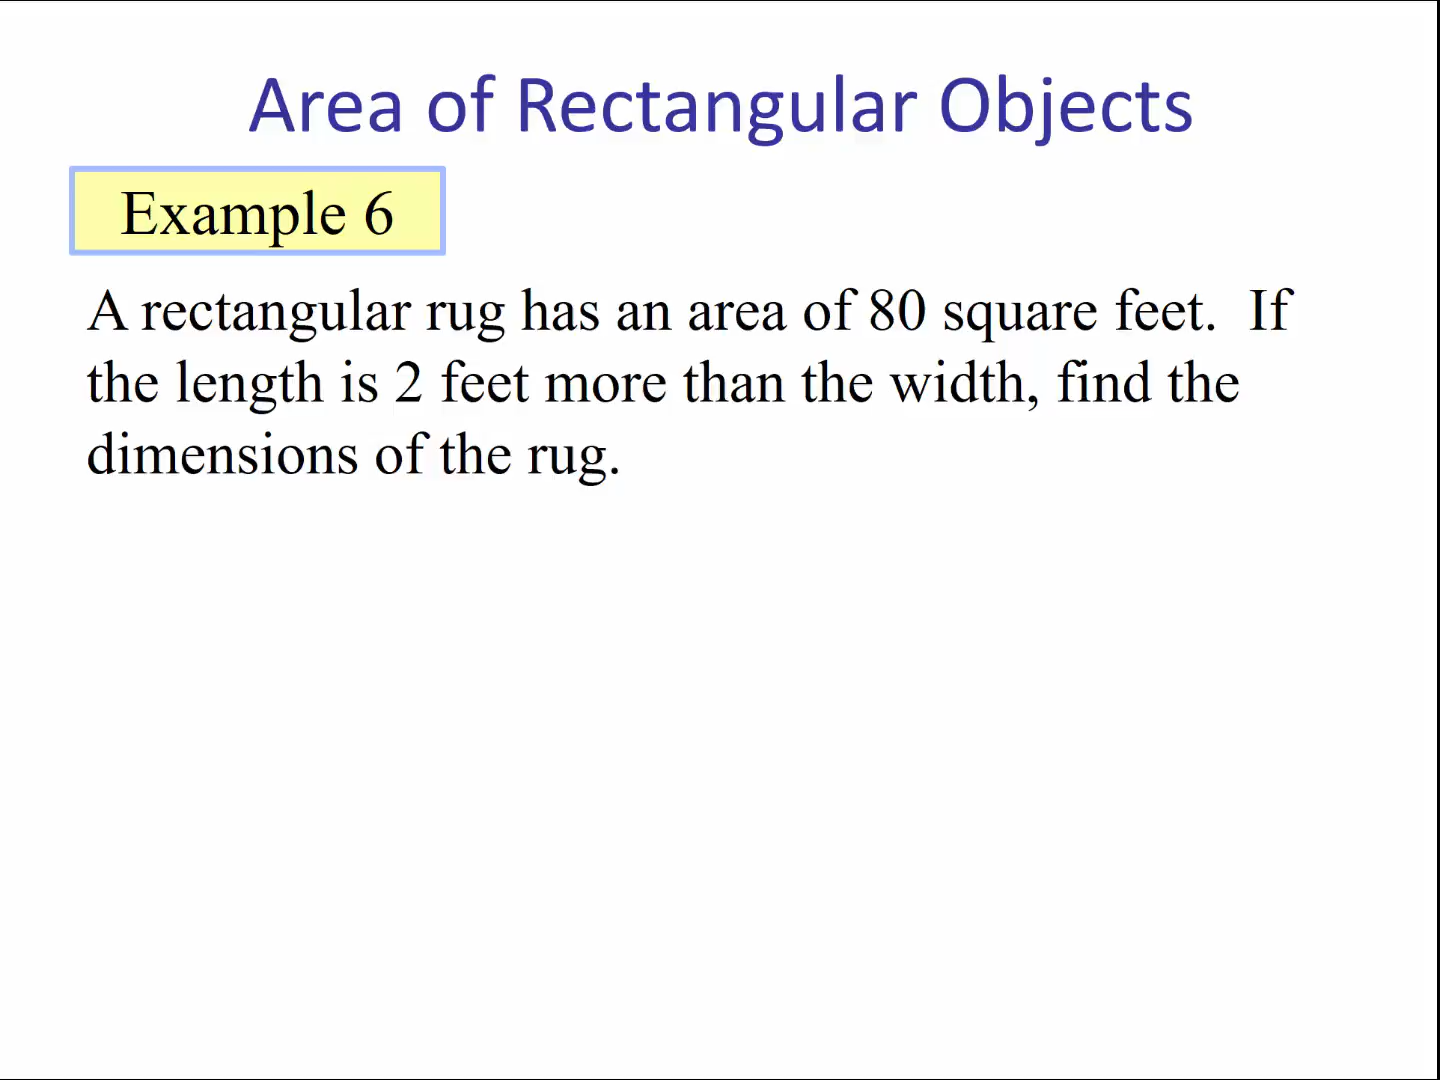 Area of Rectangular Objects
Example 6
A rectangular rug has an area of 80 square feet.  If
the length is 2 feet more than the width, find the
dimensions of the rug.